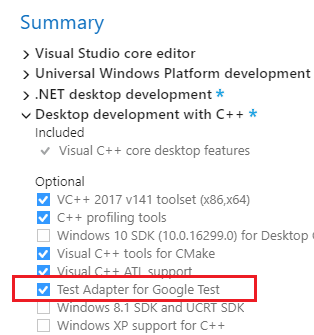 Summary
Visual Studio core editor
Universal Windows Platform development
.NET desktop development *
Desktop development with C++ *
Included
Visual C++ core desktop features
Optional
VC++ 2017 v141 toolset (x86,x64)
C++ profiling tools
Windows 10 SDK (10.0.16299.0) for Desktop
Visual C++ tools for CMake
Visual C++ ATL support
Test Adapter for Google Test
Windows 8.1 SDK and UCRT SDK
Windows XP support for C++